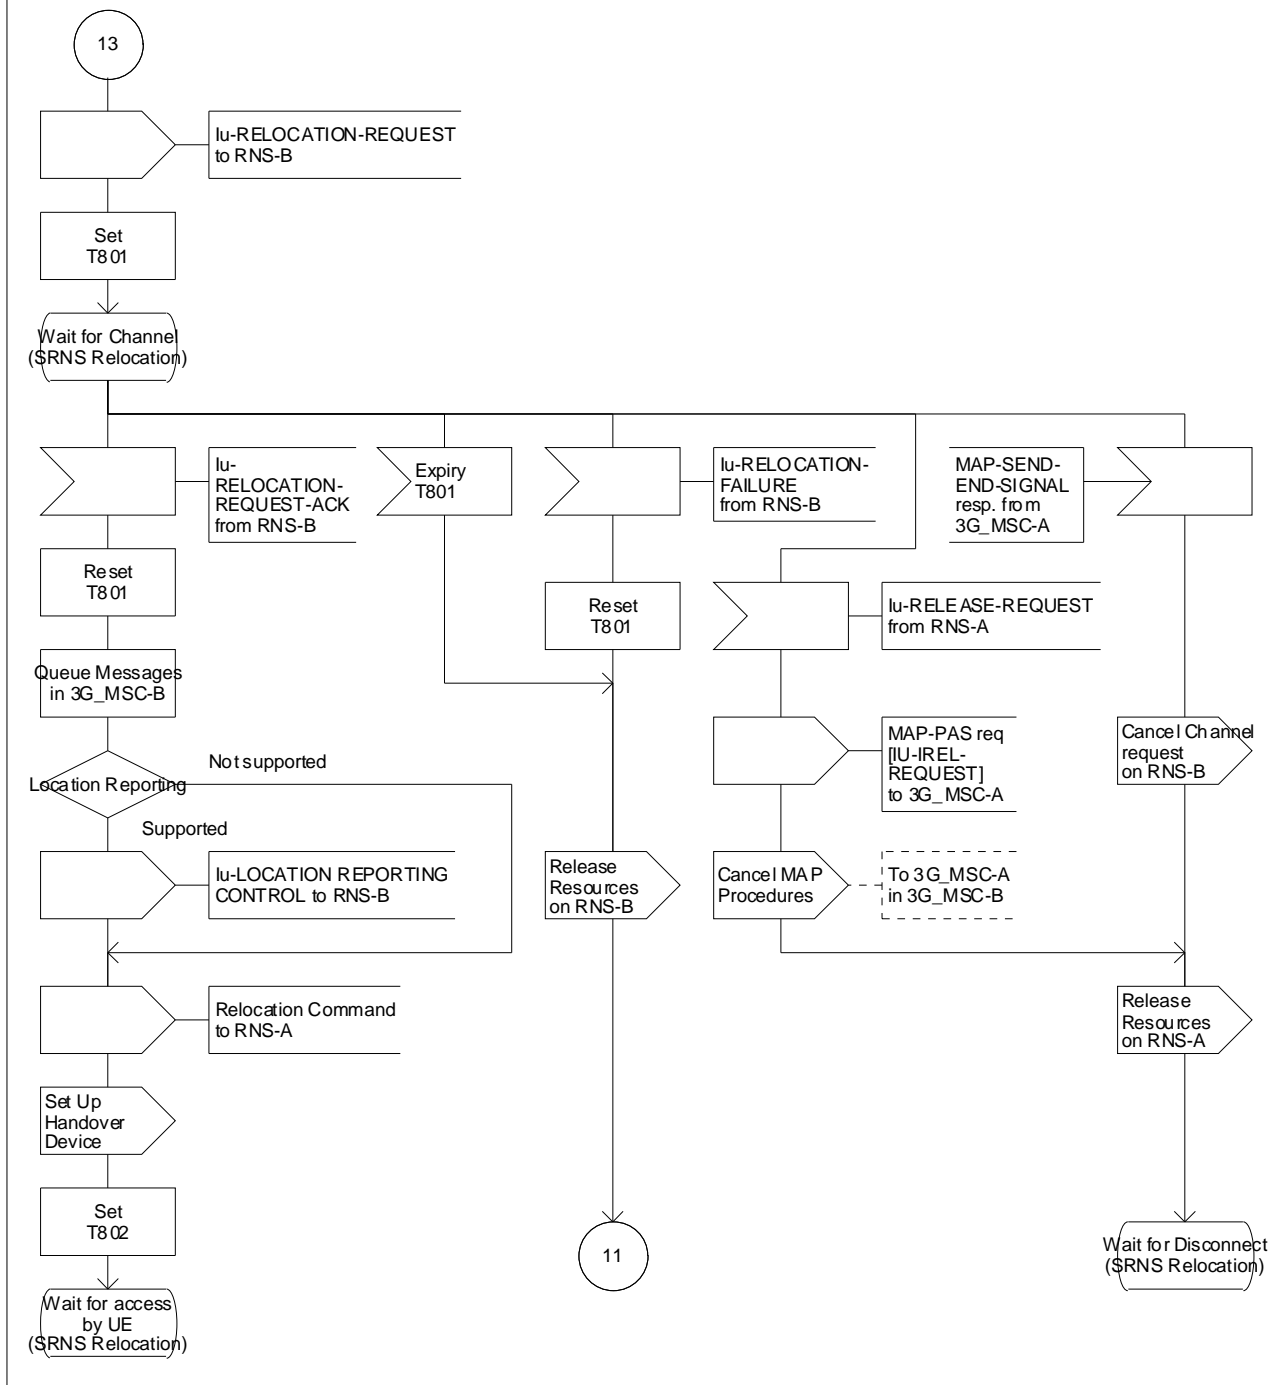 13
Iu-RELOCATION-REQUEST
to RNS-B
Set
T801
Wait for Channel
(SRNS Relocation)
Iu-
RELOCATION-
REQUEST-ACK
from RNS-B
Expiry
T801
Iu-RELOCATION-
FAILURE
from RNS-B
MAP-SEND-
END-SIGNAL
resp. from
3G_MSC-A
Reset
T801
Reset
T801
Iu-RELEASE-REQUEST
from RNS-A
Queue Messages
in 3G_MSC-B
MAP-PAS req
[IU-IREL-
REQUEST]
to 3G_MSC-A
Cancel Channel
request
on RNS-B
Location Reporting
Not supported
Supported
Iu-LOCATION REPORTING
CONTROL to RNS-B
Release
Resources
on RNS-B
Cancel MAP
Procedures
To 3G_MSC-A
in 3G_MSC-B
Relocation Command
to RNS-A
Release
Resources
on RNS-A
Set Up
Handover
Device
Set
T802
11
Wait for Disconnect
(SRNS Relocation)
Wait for access
by UE
(SRNS Relocation)